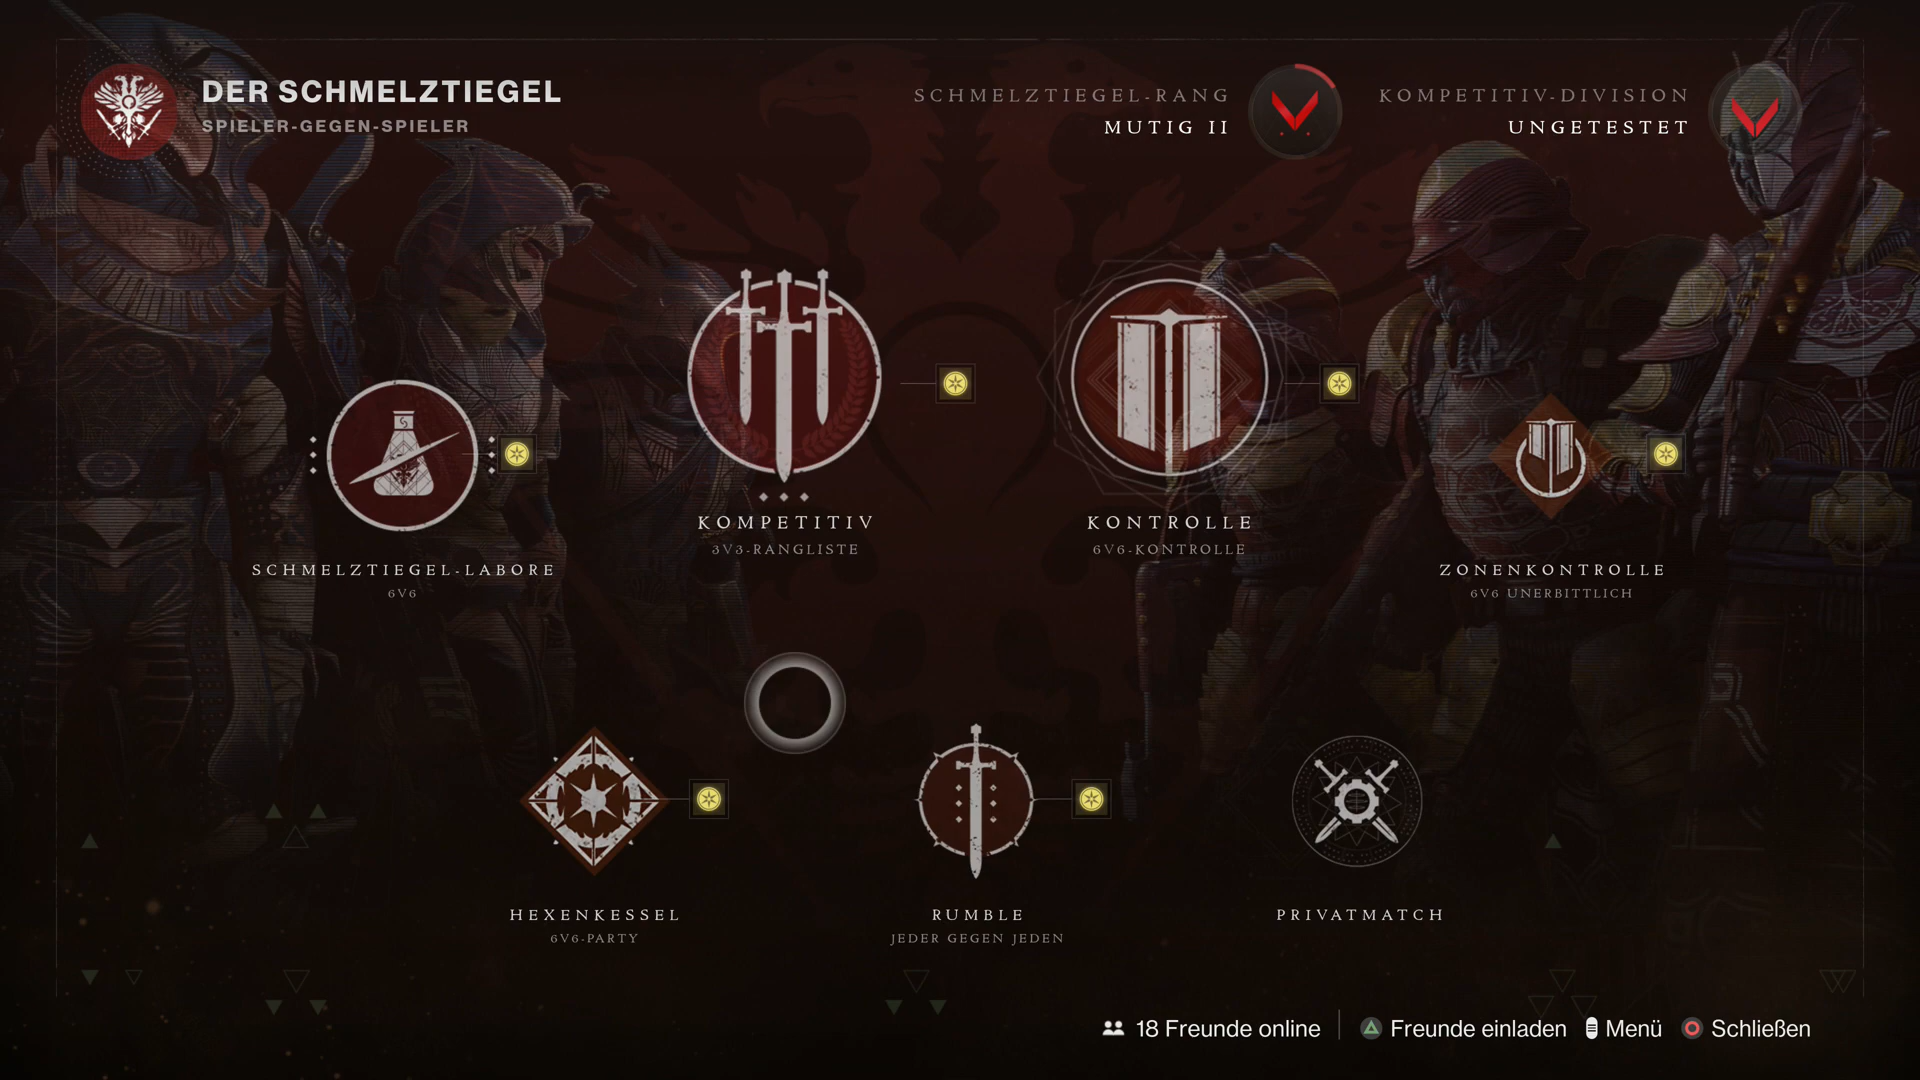 DER SCHMELZTIEGEL
SPIELER-GEGEN-SPIELER
SCHMELZTIEGEL-RANG
MUTIG II
KOMPETITIV-DIVISION
UNGETESTET
KOMPETITIV
3V3-RANGLISTE
KONTROLLE
6V6-KONTROLLE
SCHMELZTIEGEL-LABORE
6V6
ZONENKONTROLLE
6V6 UNERBITTLICH
HEXENKESSEL
6V6-PARTY
RUMBLE
JEDER GEGEN JEDEN
PRIVATMATCH
18 Freunde online
Freunde einladen
Menü
Schließen